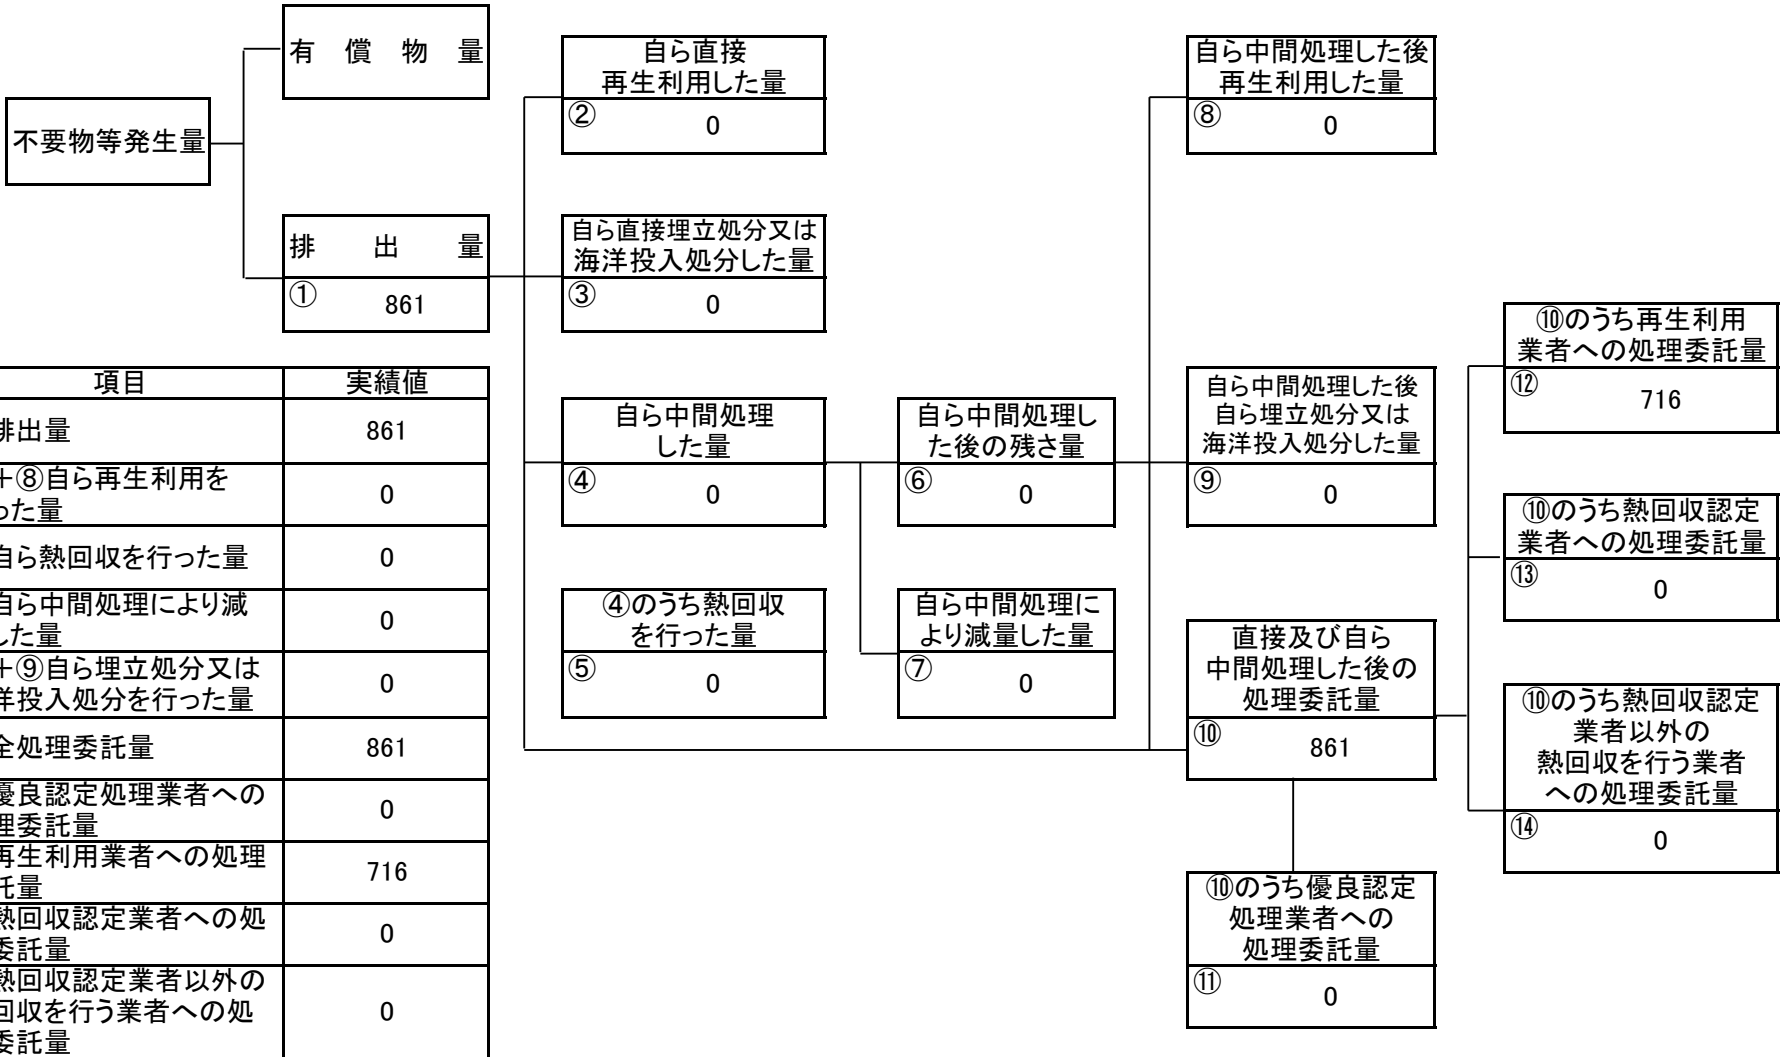 有償物量
不要物等発生量
排出量
①
861
自ら直接
再生利用した量
②
0
自ら直接埋立処分又は
海洋投入処分した量
③
0
自ら中間処理
した量
④
0
④のうち熱回収
を行った量
⑤
0
自ら中間処理し
た後の残さ量
⑥
0
自ら中間処理に
より減量した量
⑦
0
自ら中間処理した後
再生利用した量
⑧
0
自ら中間処理した後
自ら埋立処分又は
海洋投入処分した量
⑨
0
直接及び自ら
中間処理した後の
処理委託量
⑩
861
⑩のうち優良認定
処理業者への
処理委託量
⑪
0
⑩のうち再生利用
業者への処理委託量
⑫
716
⑩のうち熱回収認定
業者への処理委託量
⑬
0
⑩のうち熱回収認定
業者以外の
熱回収を行う業者
への処理委託量
⑭
0
項目 実績値
排出量 861
+⑧自ら再生利用を
った量 0
自ら熱回収を行った量 0
自ら中間処理により減
した量 0
+⑨自ら埋立処分又は
洋投入処分を行った量 0
全処理委託量 861
優良認定処理業者への
理委託量 0
再生利用業者への処理
託量 716
熱回収認定業者への処
委託量 0
熱回収認定業者以外の
回収を行う業者への処
委託量 0